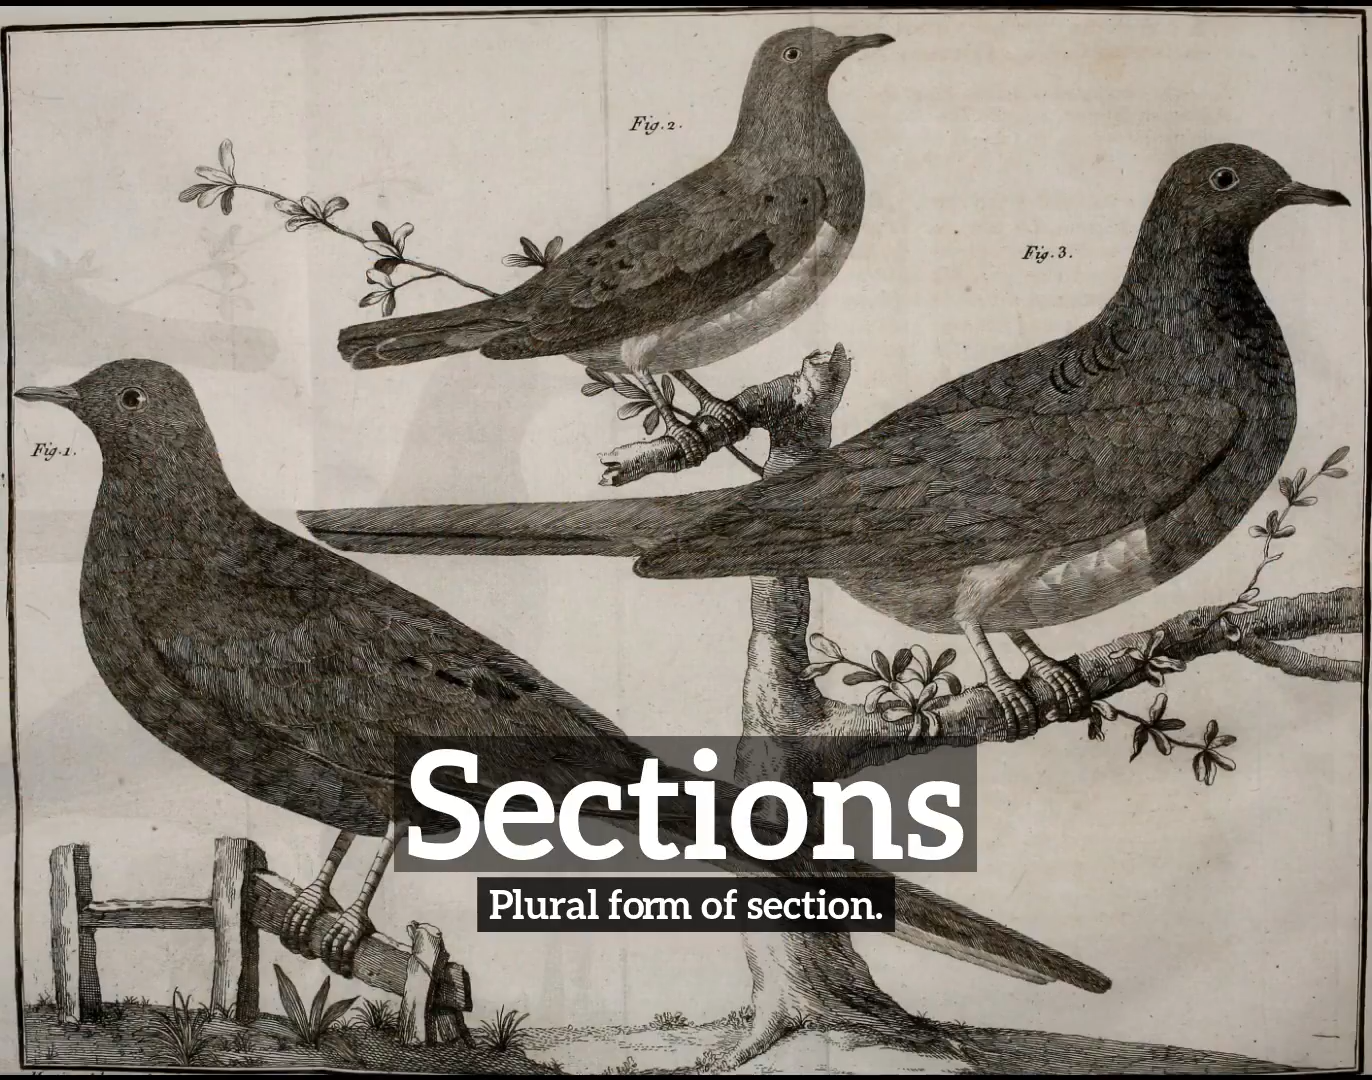 Fig. 2.
Fig. 3.
Fig. 1.
Sections
Plural form of section.